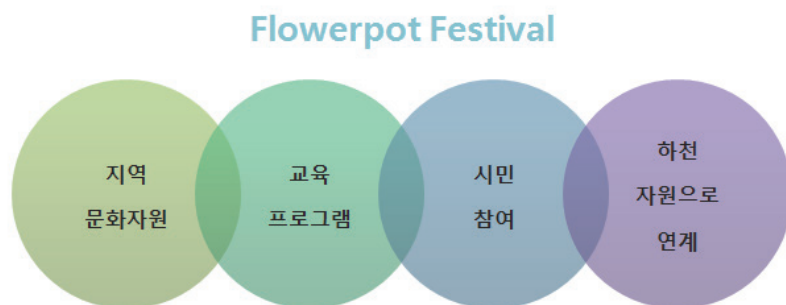 Flowerpot Festival
지역
문화자원
교육
프로그램
시민
참여
하천
자원으로
연계